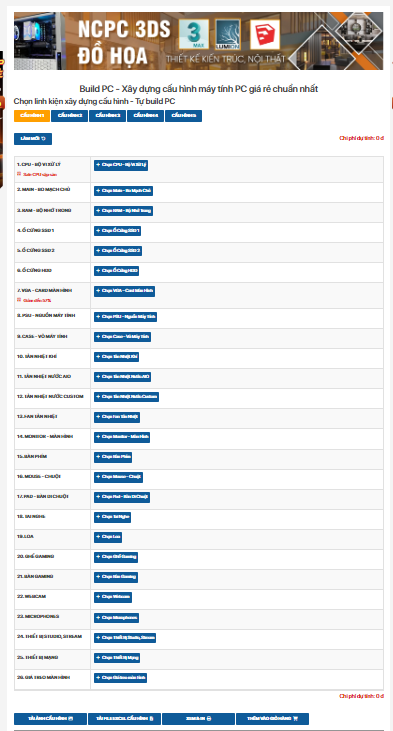 NCPC 3DS
ĐỒ HỌA
3
MAX
LUMION
THIẾT KẾ KIẾN TRÚC, NỘI THẤT
Build PC - Xây dựng cấu hình máy tính PC giá rẻ chuẩn nhất
Chọn linh kiện xây dựng cấu hình - Tự build PC
CẤU HÌNH 1 CẤU HÌNH 2 CẤU HÌNH 3 CẤU HÌNH 4 CẤU HÌNH 5
LÀM MỚI Chi phí dự tính: 0 đ
1. CPU - BỘ VI XỬ LÝ + Chọn CPU - Bộ Vi Xử Lý
2. MAIN - BO MẠCH CHỦ + Chọn Main - Bo Mạch Chủ
3. RAM - BỘ NHỚ TRONG + Chọn RAM - Bộ Nhớ Trong
4. Ổ CỨNG SSD 1 + Chọn Ổ Cứng SSD 1
5. Ổ CỨNG SSD 2 + Chọn Ổ Cứng SSD 2
6. Ổ CỨNG HDD + Chọn Ổ Cứng HDD
7. VGA - CARD MÀN HÌNH + Chọn VGA - Card Màn Hình
8. PSU - NGUỒN MÁY TÍNH + Chọn PSU - Nguồn Máy Tính
9. CASE - VỎ MÁY TÍNH + Chọn Case - Vỏ Máy Tính
10. TẢN NHIỆT KHÍ + Chọn Tản Nhiệt Khí
11. TẢN NHIỆT NƯỚC AIO + Chọn Tản Nhiệt Nước AIO
12. TẢN NHIỆT NƯỚC CUSTOM + Chọn Tản Nhiệt Nước Custom
13. FAN TẢN NHIỆT + Chọn Fan Tản Nhiệt
14. MONITOR - MÀN HÌNH + Chọn Monitor - Màn Hình
15. BÀN PHÍM + Chọn Bàn Phím
16. MOUSE - CHUỘT + Chọn Mouse - Chuột
17. PAD - BÀN DI CHUỘT + Chọn Pad - Bàn Di Chuột
18. TAI NGHE + Chọn Tai Nghe
19. LOA + Chọn Loa
20. GHẾ GAMING + Chọn Ghế Gaming
21. BÀN GAMING + Chọn Bàn Gaming
22. WEBCAM + Chọn Webcam
23. MICROPHONES + Chọn Microphones
24. THIẾT BỊ STUDIO, STREAM + Chọn Thiết Bị Studio, Stream
25. THIẾT BỊ MẠNG + Chọn Thiết Bị Mạng
26. GIÁ TREO MÀN HÌNH + Chọn Giá treo màn hình
Chi phí dự tính: 0 đ
TẢI ẢNH CẤU HÌNH TẢI FILE EXCEL CẤU HÌNH XEM & IN THÊM VÀO GIỎ HÀNG